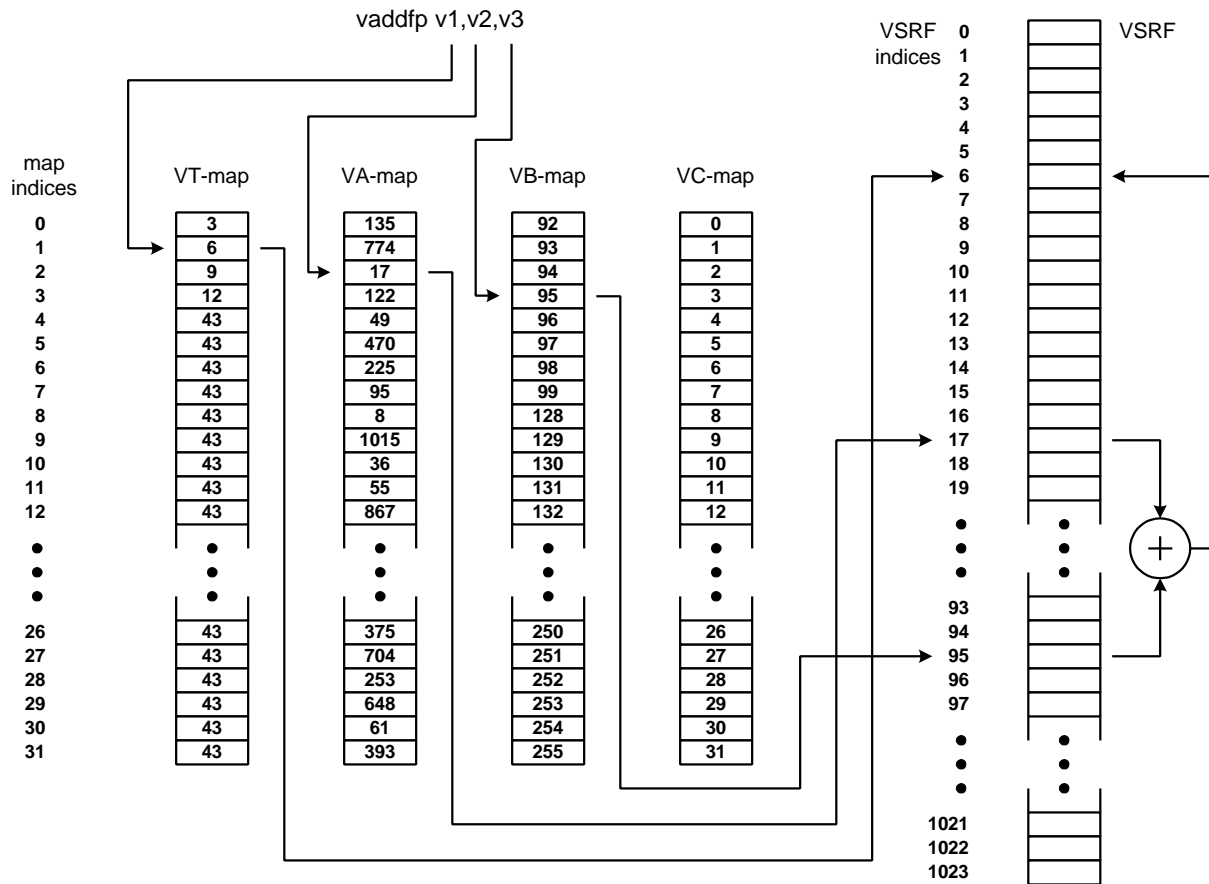 vaddfp v1,v2,v3
VSRF indices
VSRF
0
1
2
3
4
5
6
7
8
9
10
11
12
13
14
15
16
17
18
19
93
94
95
96
97
1021
1022
1023
map indices
VT-map VA-map VB-map VC-map
0 3 135 92 0
1 6 774 93 1
2 9 17 94 2
3 12 122 95 3
4 43 49 96 4
5 43 470 97 5
6 43 225 98 6
7 43 95 99 7
8 43 8 128 8
9 43 1015 129 9
10 43 36 130 10
11 43 55 131 11
12 43 867 132 12
26 43 375 250 26
27 43 704 251 27
28 43 253 252 28
29 43 648 253 29
30 43 61 254 30
31 43 393 255 31
+